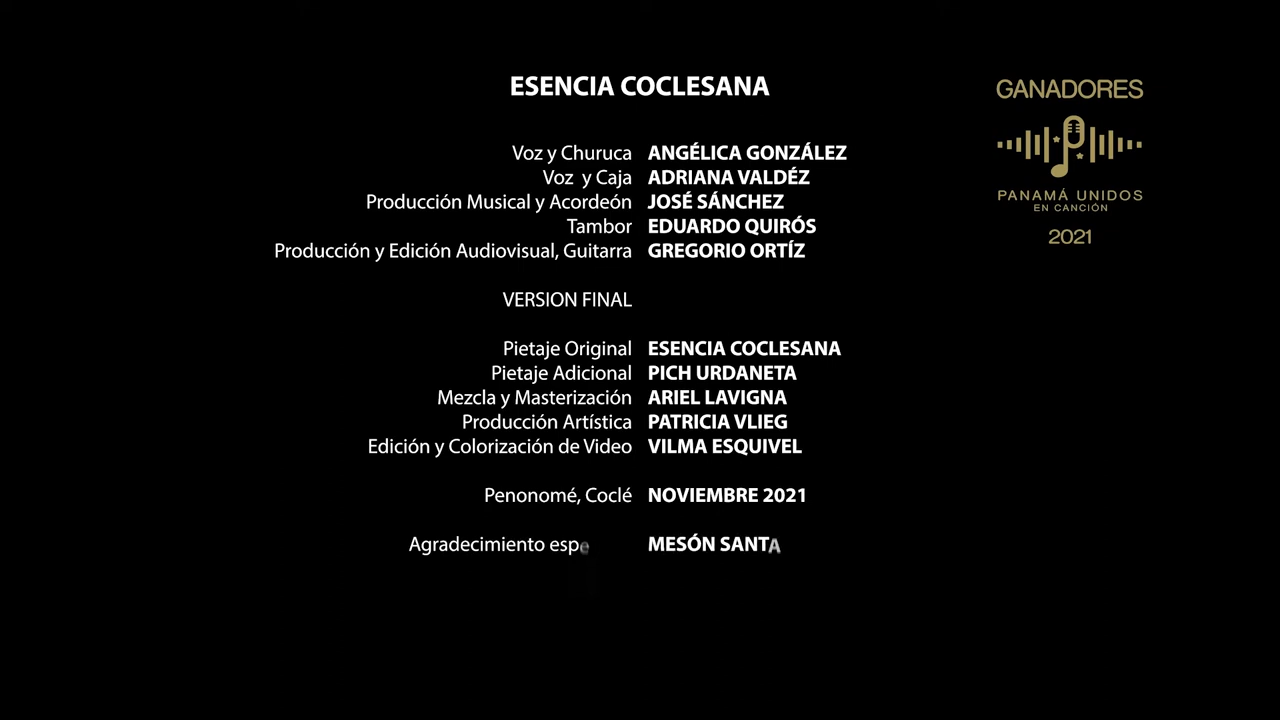 ESENCIA COCLESANA
Voz y Churuca ANGÉLICA GONZÁLEZ
Voz y Caja ADRIANA VALDÉZ
Producción Musical y Acordeón JOSÉ SÁNCHEZ
Tambor EDUARDO QUIRÓS
Producción y Edición Audiovisual, Guitarra GREGORIO ORTÍZ
VERSION FINAL
Pietaje Original ESENCIA COCLESANA
Pietaje Adicional PICH URDANETA
Mezcla y Masterización ARIEL LAVIGNA
Producción Artística PATRICIA VLIEG
Edición y Colorización de Video VILMA ESQUIVEL
Penonomé, Coclé NOVIEMBRE 2021
Agradecimiento espe MESÓN SANTA
GANADORES
PANAMÁ UNIDOS
EN CANCIÓN
2021